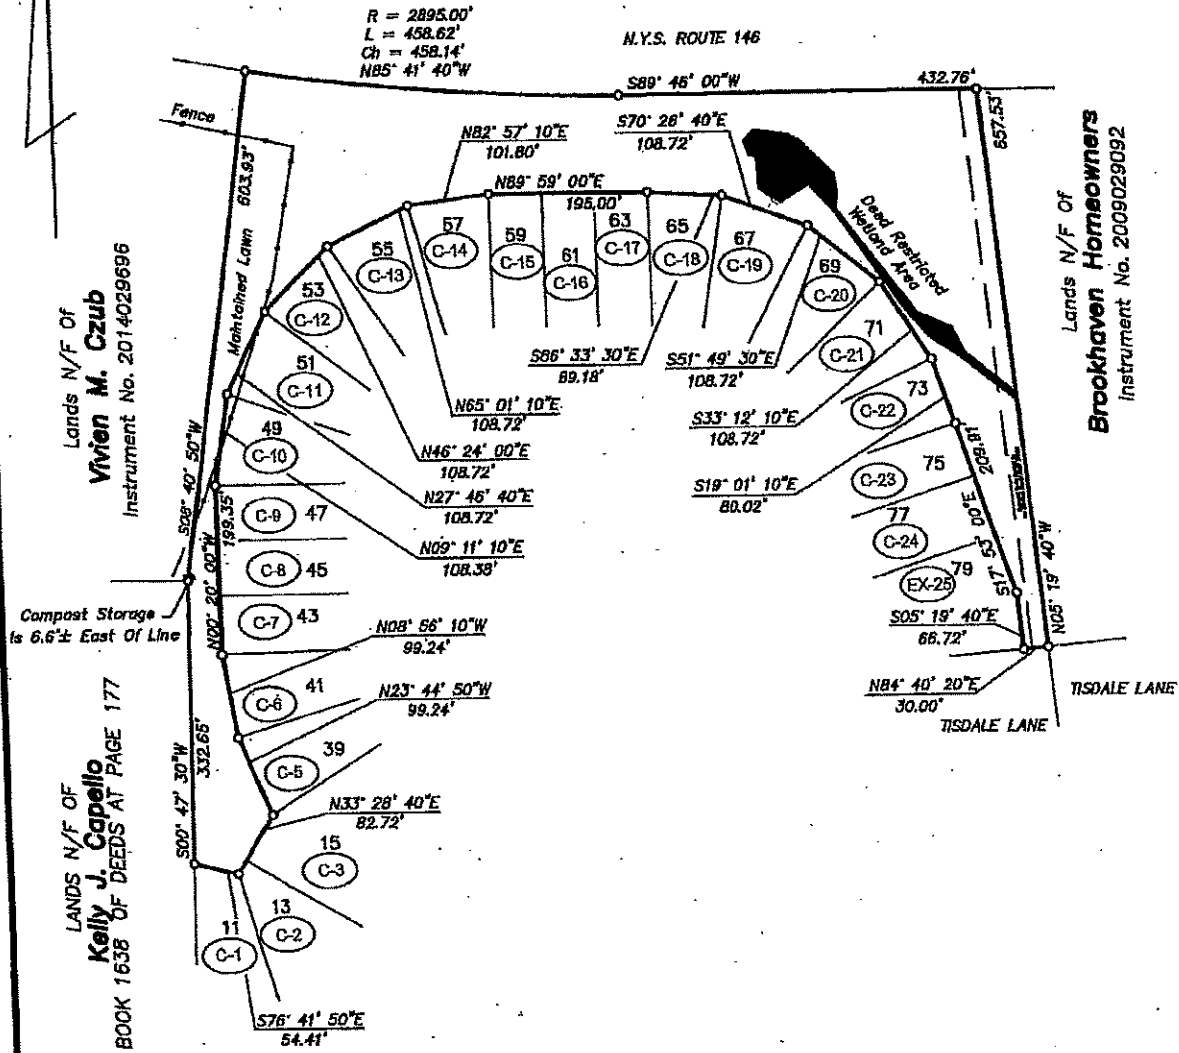 R = 2895.00'
L = 458.62'
Ch = 458.14'
N85° 41' 40"W
N.Y.S. ROUTE 146
S89° 46' 00"W
432.76'
657.53'
Fence
603.93'
Maintained Lawn
N82° 57' 10"E
101.80'
S70° 26' 40"E
108.72'
N89° 59' 00"E
195.00'
Deed Restricted
Wetland Area
Lands N/F Of
Brookhaven Homeowners
Instrument No. 2009029092
Lands N/F Of
Vivien M. Czub
Instrument No. 2014029696
57
C-14
59
C-15
61
C-16
63
C-17
65
C-18
67
C-19
69
C-20
71
C-21
73
C-22
75
C-23
77
C-24
79
EX-25
55
C-13
53
C-12
51
C-11
49
C-10
C-9 47
C-8 45
C-7 43
41
C-6
39
C-5
15
C-3
13
C-2
11
C-1
S86° 33' 30"E
89.18'
S51° 49' 30"E
108.72'
N65° 01' 10"E
108.72'
S33° 12' 10"E
108.72'
N46° 24' 00"E
108.72'
S19° 01' 10"E
80.02'
N27° 46' 40"E
108.72'
N09° 11' 10"E
108.38'
S08° 40' 50"W
199.35'
N00° 20' 00"W
209.81'
S17° 53' 00"E
N05° 19' 40"W
S05° 19' 40"E
66.72'
N84° 40' 20"E
30.00'
TISDALE LANE
TISDALE LANE
Compost Storage
is 6.6'± East Of Line
N08° 56' 10"W
99.24'
N23° 44' 50"W
99.24'
N33° 28' 40"E
82.72'
S00° 47' 30"W
332.65'
LANDS N/F OF
Kelly J. Capello
BOOK 1638 OF DEEDS AT PAGE 177
S76° 41' 50"E
54.41'